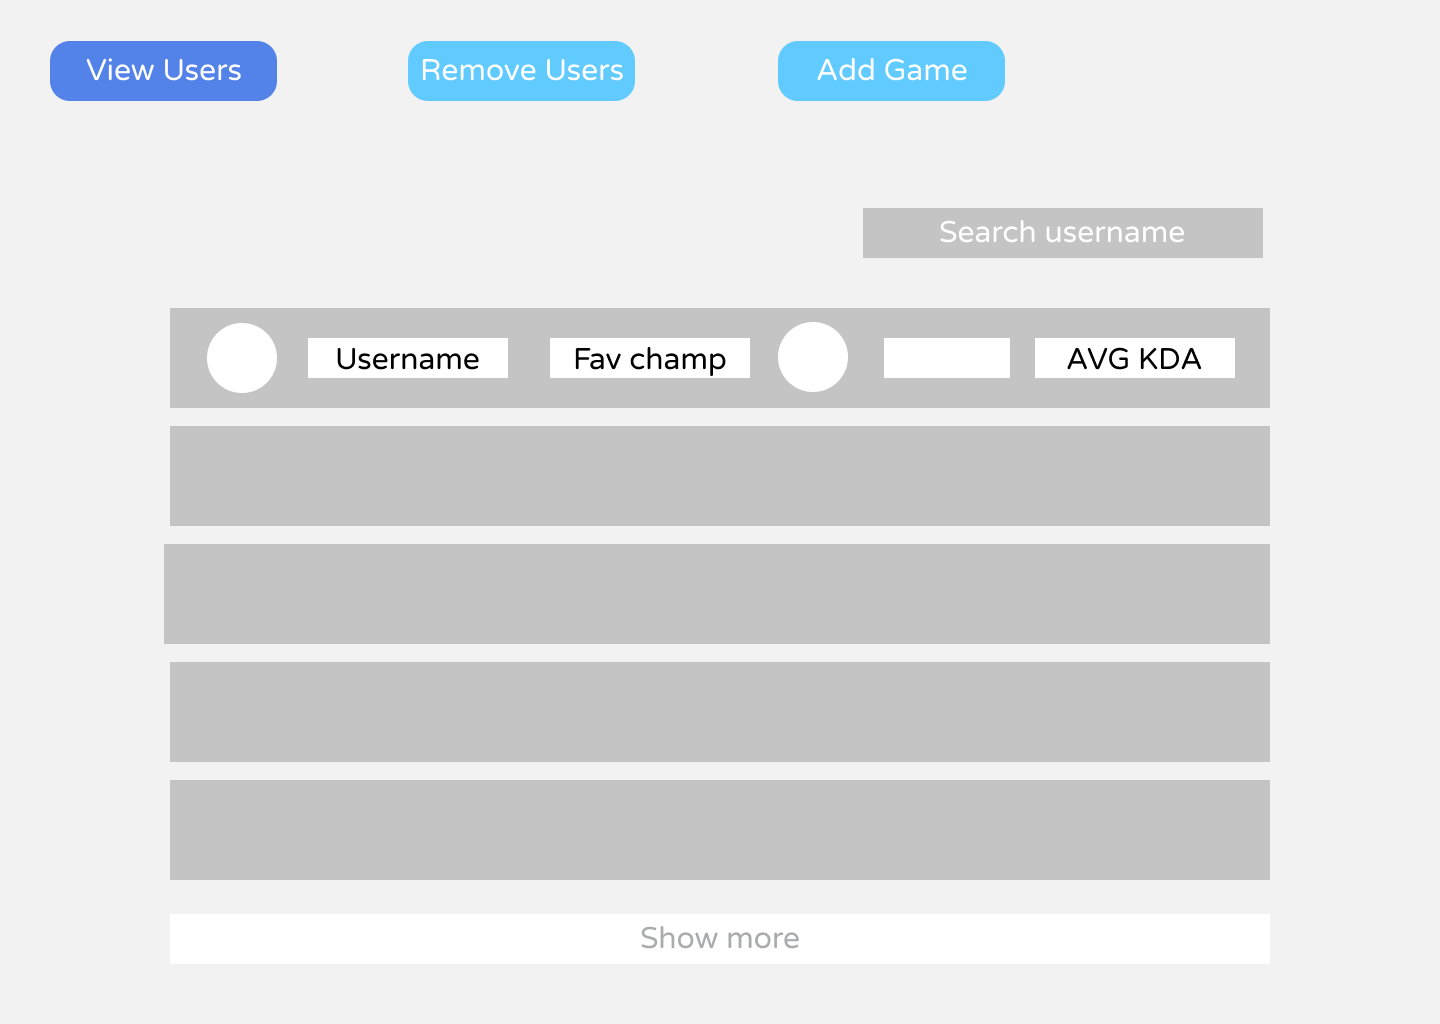 View Users
Remove Users
Add Game
Search username
Username
Fav champ
AVG KDA
Show more